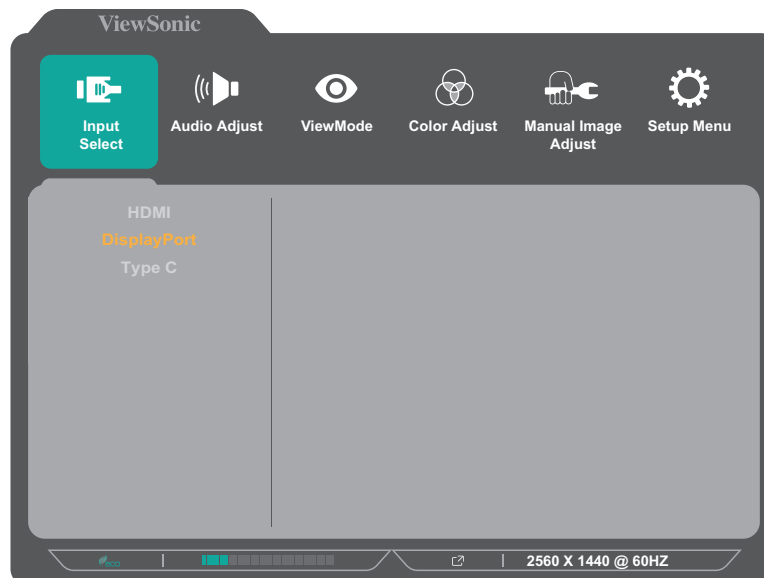 ViewSonic
Input
Select
Audio Adjust
ViewMode
Color Adjust
Manual Image
Adjust
Setup Menu
HDMI
DisplayPort
Type C
eco
2560 X 1440 @ 60HZ